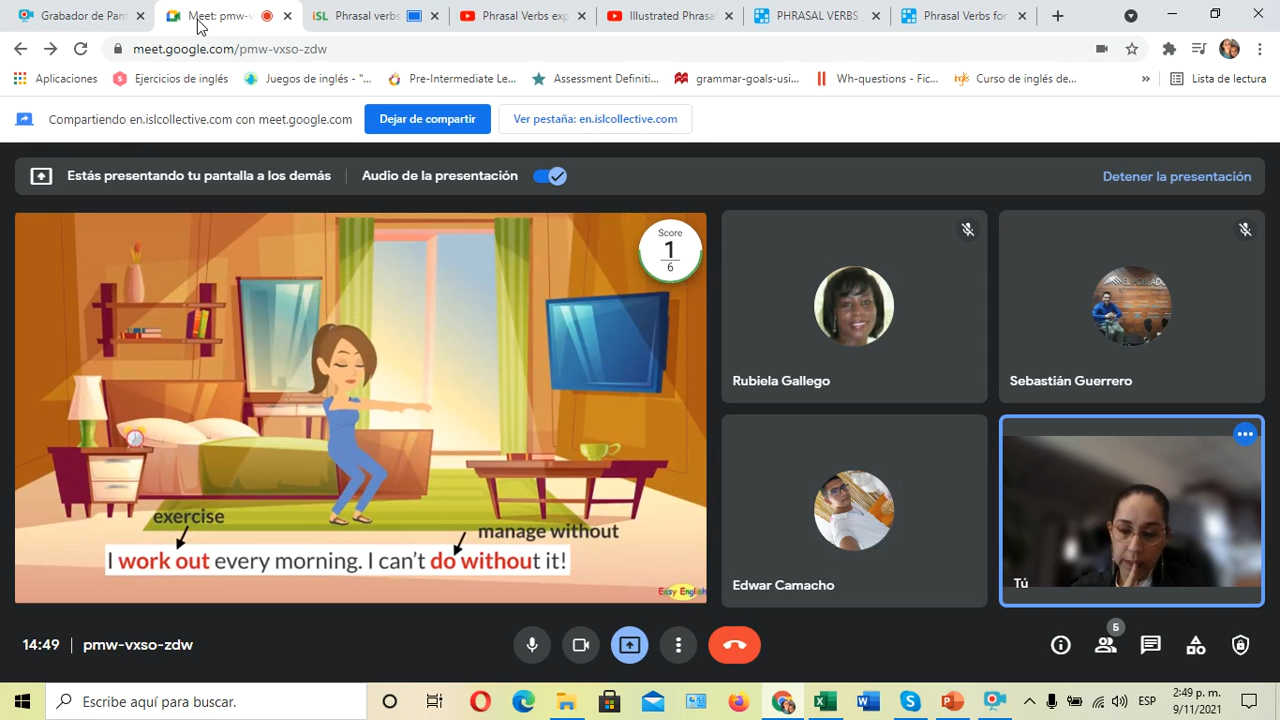 Grabador de Pant
Meet: pmw-v
Phrasal verbs
Phrasal Verbs exp
Illustrated Phrasal
PHRASAL VERBS
Phrasal Verbs for
meet.google.com/pmw-vxso-zdw
Aplicaciones
Ejercicios de inglés
Juegos de inglés - "...
Pre-Intermediate Le...
Assessment Definiti...
grammar-goals-usi...
Wh-questions - Fic...
Curso de inglés de...
Lista de lectura
Compartiendo en.islcollective.com con meet.google.com
Dejar de compartir
Ver pestaña: en.islcollective.com
Estás presentando tu pantalla a los demás
Audio de la presentación
Detener la presentación
Score
1
6
exercise
manage without
I work out every morning. I can't do without it!
Easy English
Rubiela Gallego
Sebastián Guerrero
Edwar Camacho
Tú
14:49 | pmw-vxso-zdw
5
Escribe aquí para buscar.
ESP
2:49 p. m.
9/11/2021